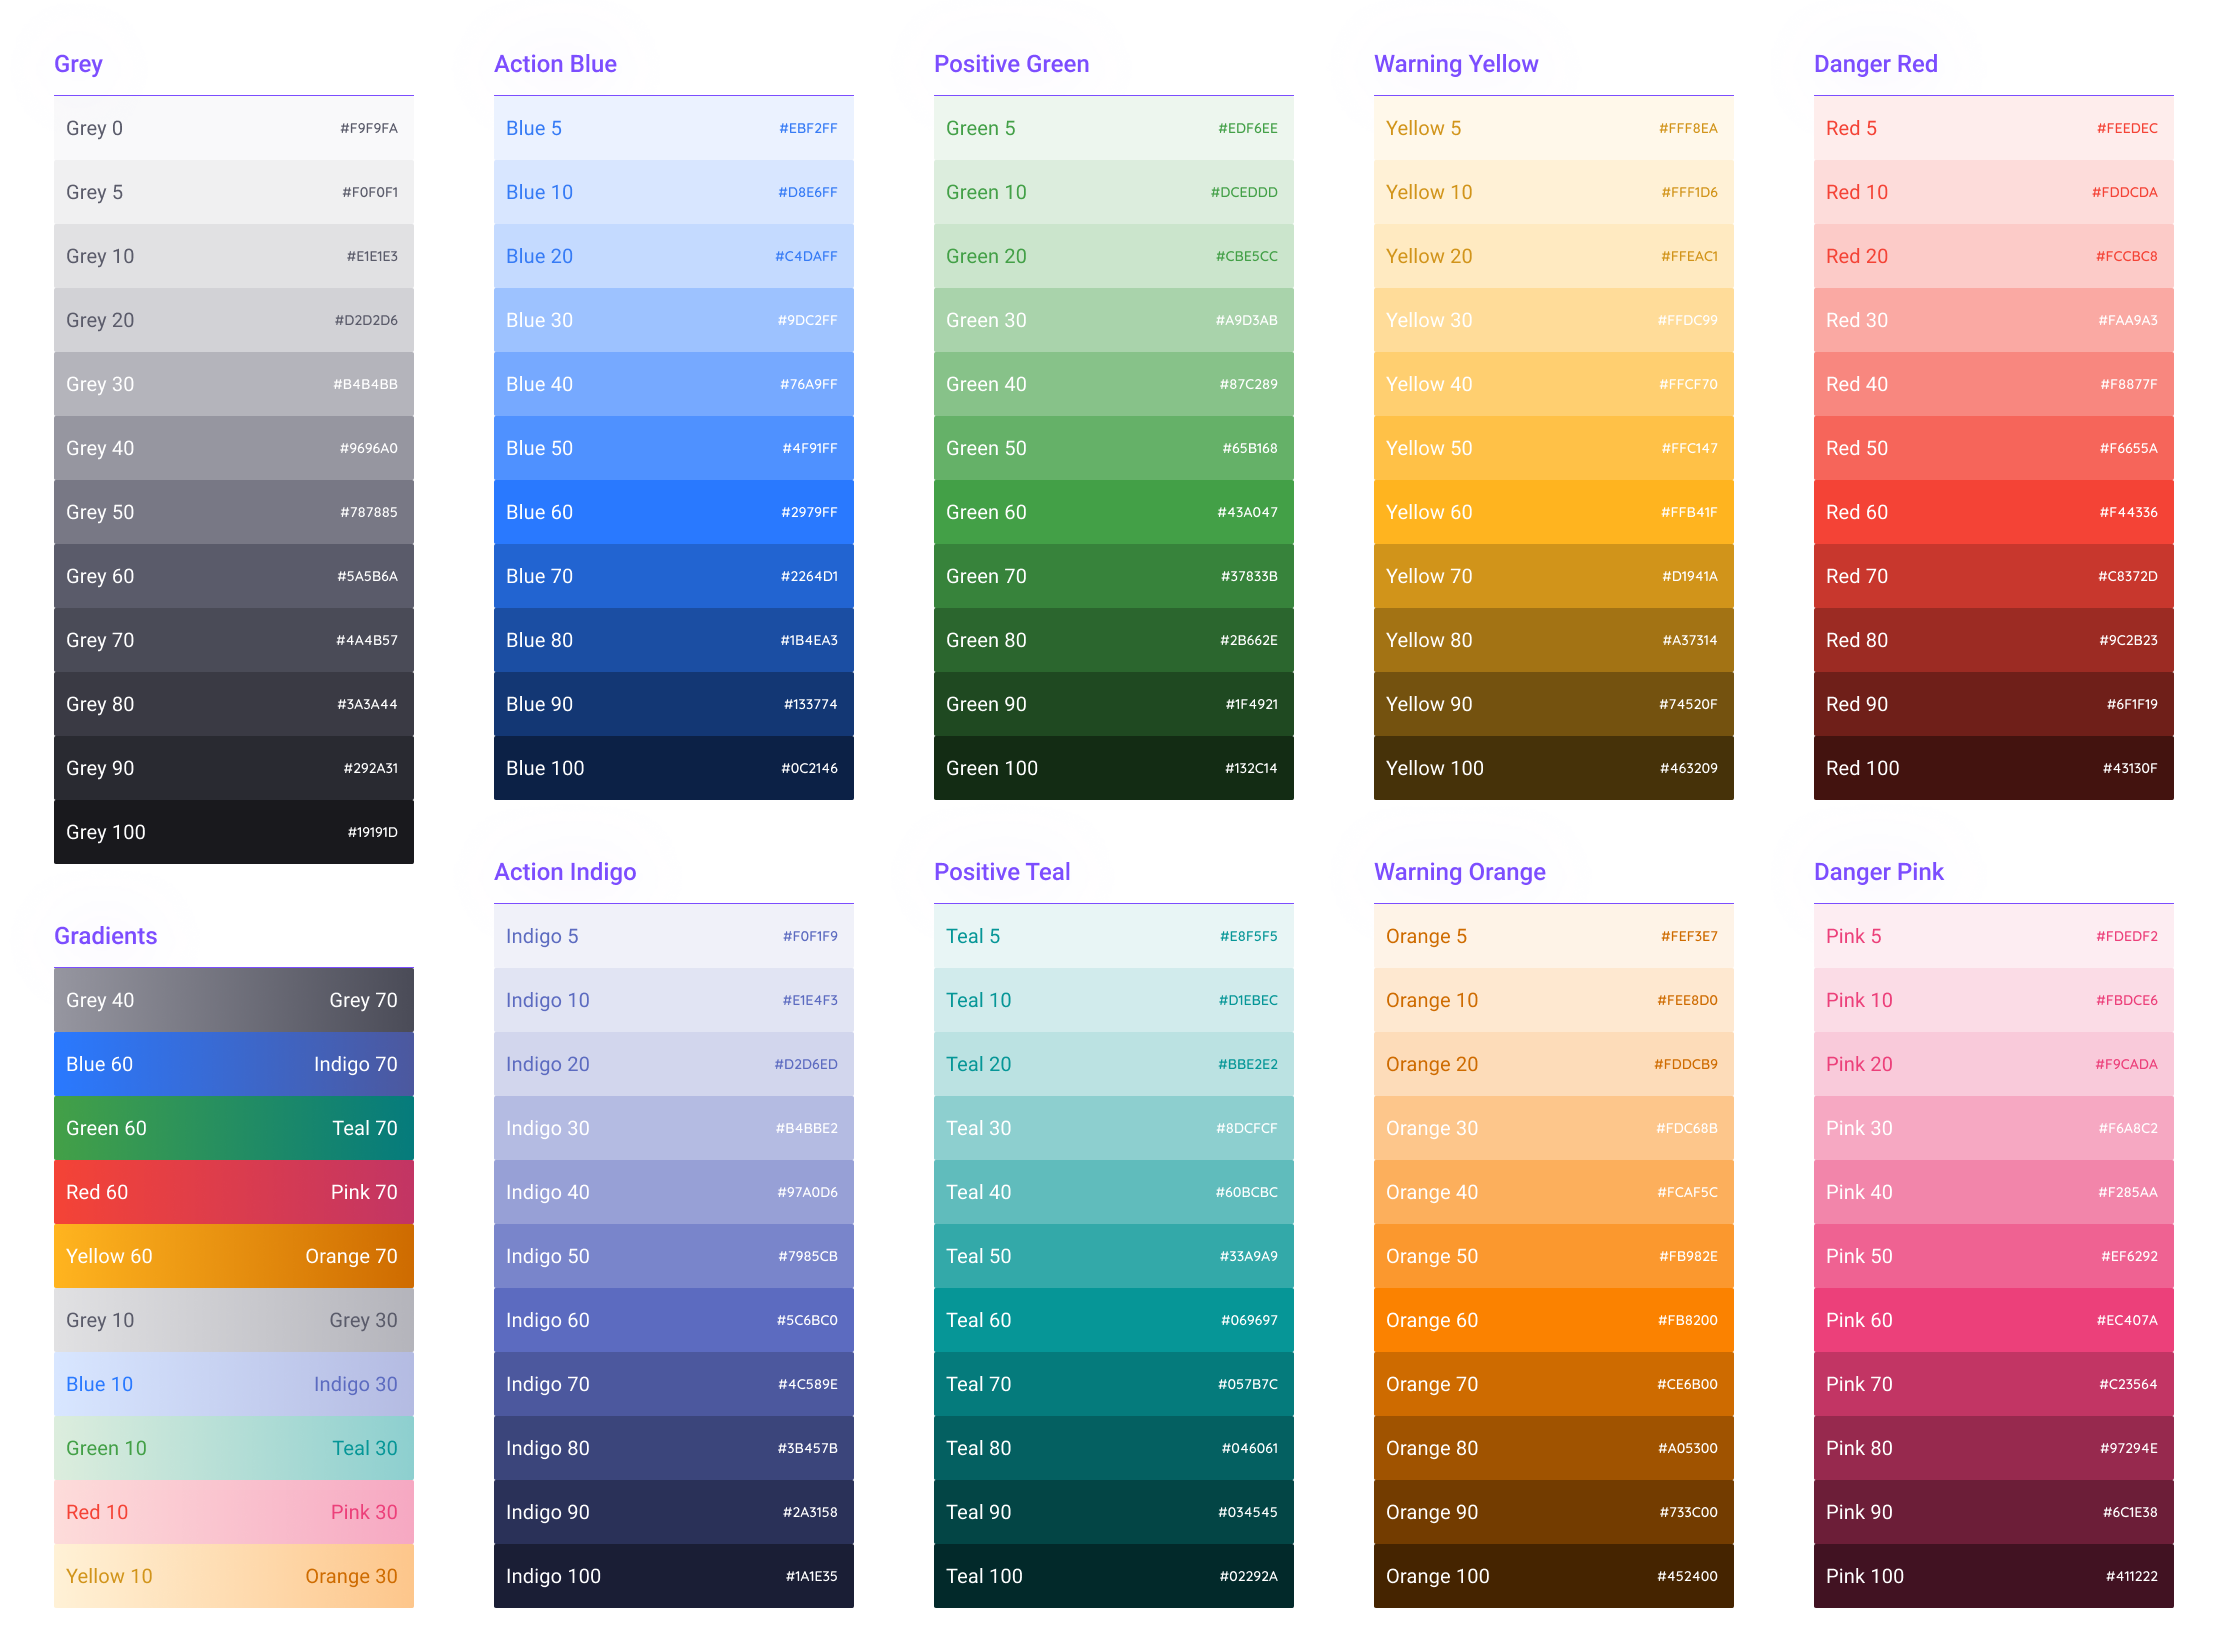 Grey
Grey 0 #F9F9FA
Grey 5 #F0F0F1
Grey 10 #E1E1E3
Grey 20 #D2D2D6
Grey 30 #B4B4BB
Grey 40 #9696A0
Grey 50 #787885
Grey 60 #5A5B6A
Grey 70 #4A4B57
Grey 80 #3A3A44
Grey 90 #292A31
Grey 100 #19191D
Gradients
Grey 40 Grey 70
Blue 60 Indigo 70
Green 60 Teal 70
Red 60 Pink 70
Yellow 60 Orange 70
Grey 10 Grey 30
Blue 10 Indigo 30
Green 10 Teal 30
Red 10 Pink 30
Yellow 10 Orange 30
Action Blue
Blue 5 #EBF2FF
Blue 10 #D8E6FF
Blue 20 #C4DAFF
Blue 30 #9DC2FF
Blue 40 #76A9FF
Blue 50 #4F91FF
Blue 60 #2979FF
Blue 70 #2264D1
Blue 80 #1B4EA3
Blue 90 #133774
Blue 100 #0C2146
Action Indigo
Indigo 5 #F0F1F9
Indigo 10 #E1E4F3
Indigo 20 #D2D6ED
Indigo 30 #B4BBE2
Indigo 40 #97A0D6
Indigo 50 #7985CB
Indigo 60 #5C6BC0
Indigo 70 #4C589E
Indigo 80 #3B457B
Indigo 90 #2A3158
Indigo 100 #1A1E35
Positive Green
Green 5 #EDF6EE
Green 10 #DCEDDD
Green 20 #CBE5CC
Green 30 #A9D3AB
Green 40 #87C289
Green 50 #65B168
Green 60 #43A047
Green 70 #37833B
Green 80 #2B662E
Green 90 #1F4921
Green 100 #132C14
Positive Teal
Teal 5 #E8F5F5
Teal 10 #D1EBEC
Teal 20 #BBE2E2
Teal 30 #8DCFCF
Teal 40 #60BCBC
Teal 50 #33A9A9
Teal 60 #069697
Teal 70 #057B7C
Teal 80 #046061
Teal 90 #034545
Teal 100 #02292A
Warning Yellow
Yellow 5 #FFF8EA
Yellow 10 #FFF1D6
Yellow 20 #FFEAC1
Yellow 30 #FFDC99
Yellow 40 #FFCF70
Yellow 50 #FFC147
Yellow 60 #FFB41F
Yellow 70 #D1941A
Yellow 80 #A37314
Yellow 90 #74520F
Yellow 100 #463209
Warning Orange
Orange 5 #FEF3E7
Orange 10 #FEE8D0
Orange 20 #FDDCB9
Orange 30 #FDC68B
Orange 40 #FCAF5C
Orange 50 #FB982E
Orange 60 #FB8200
Orange 70 #CE6B00
Orange 80 #A05300
Orange 90 #733C00
Orange 100 #452400
Danger Red
Red 5 #FEEDEC
Red 10 #FDDCDA
Red 20 #FCCBC8
Red 30 #FAA9A3
Red 40 #F8877F
Red 50 #F6655A
Red 60 #F44336
Red 70 #C8372D
Red 80 #9C2B23
Red 90 #6F1F19
Red 100 #43130F
Danger Pink
Pink 5 #FDEDF2
Pink 10 #FBDCE6
Pink 20 #F9CADA
Pink 30 #F6A8C2
Pink 40 #F285AA
Pink 50 #EF6292
Pink 60 #EC407A
Pink 70 #C23564
Pink 80 #97294E
Pink 90 #6C1E38
Pink 100 #411222